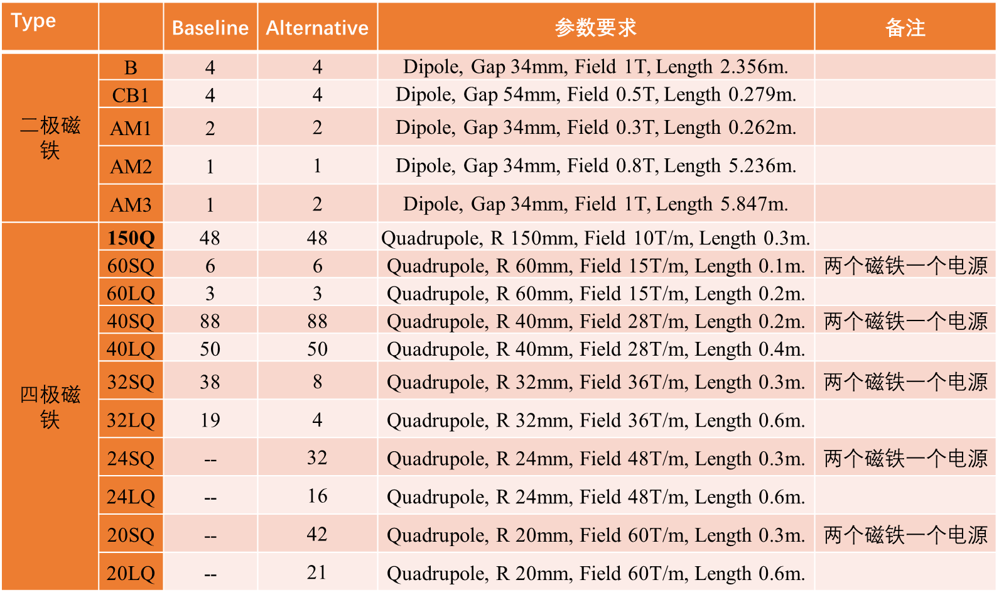 Type Baseline Alternative 参数要求 备注
二极磁铁
B 4 4 Dipole, Gap 34mm, Field 1T, Length 2.356m.
CB1 4 4 Dipole, Gap 54mm, Field 0.5T, Length 0.279m.
AM1 2 2 Dipole, Gap 34mm, Field 0.3T, Length 0.262m.
AM2 1 1 Dipole, Gap 34mm, Field 0.8T, Length 5.236m.
AM3 1 2 Dipole, Gap 34mm, Field 1T, Length 5.847m.
四极磁铁
150Q 48 48 Quadrupole, R 150mm, Field 10T/m, Length 0.3m.
60SQ 6 6 Quadrupole, R 60mm, Field 15T/m, Length 0.1m. 两个磁铁一个电源
60LQ 3 3 Quadrupole, R 60mm, Field 15T/m, Length 0.2m.
40SQ 88 88 Quadrupole, R 40mm, Field 28T/m, Length 0.2m. 两个磁铁一个电源
40LQ 50 50 Quadrupole, R 40mm, Field 28T/m, Length 0.4m.
32SQ 38 8 Quadrupole, R 32mm, Field 36T/m, Length 0.3m. 两个磁铁一个电源
32LQ 19 4 Quadrupole, R 32mm, Field 36T/m, Length 0.6m.
24SQ -- 32 Quadrupole, R 24mm, Field 48T/m, Length 0.3m. 两个磁铁一个电源
24LQ -- 16 Quadrupole, R 24mm, Field 48T/m, Length 0.6m.
20SQ -- 42 Quadrupole, R 20mm, Field 60T/m, Length 0.3m. 两个磁铁一个电源
20LQ -- 21 Quadrupole, R 20mm, Field 60T/m, Length 0.6m.